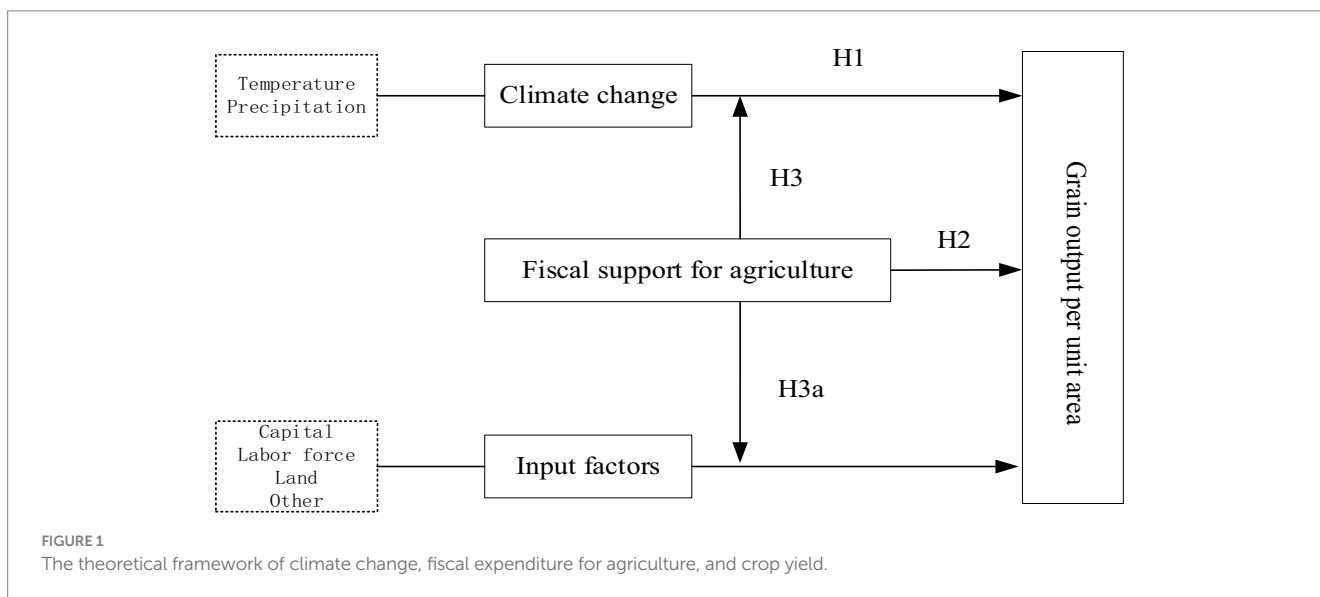 H1
Temperature
Precipitation
Climate change
H3
H2
Fiscal support for agriculture
Grain output per unit area
H3a
Capital
Labor force
Land
Other
Input factors
FIGURE 1
The theoretical framework of climate change, fiscal expenditure for agriculture, and crop yield.